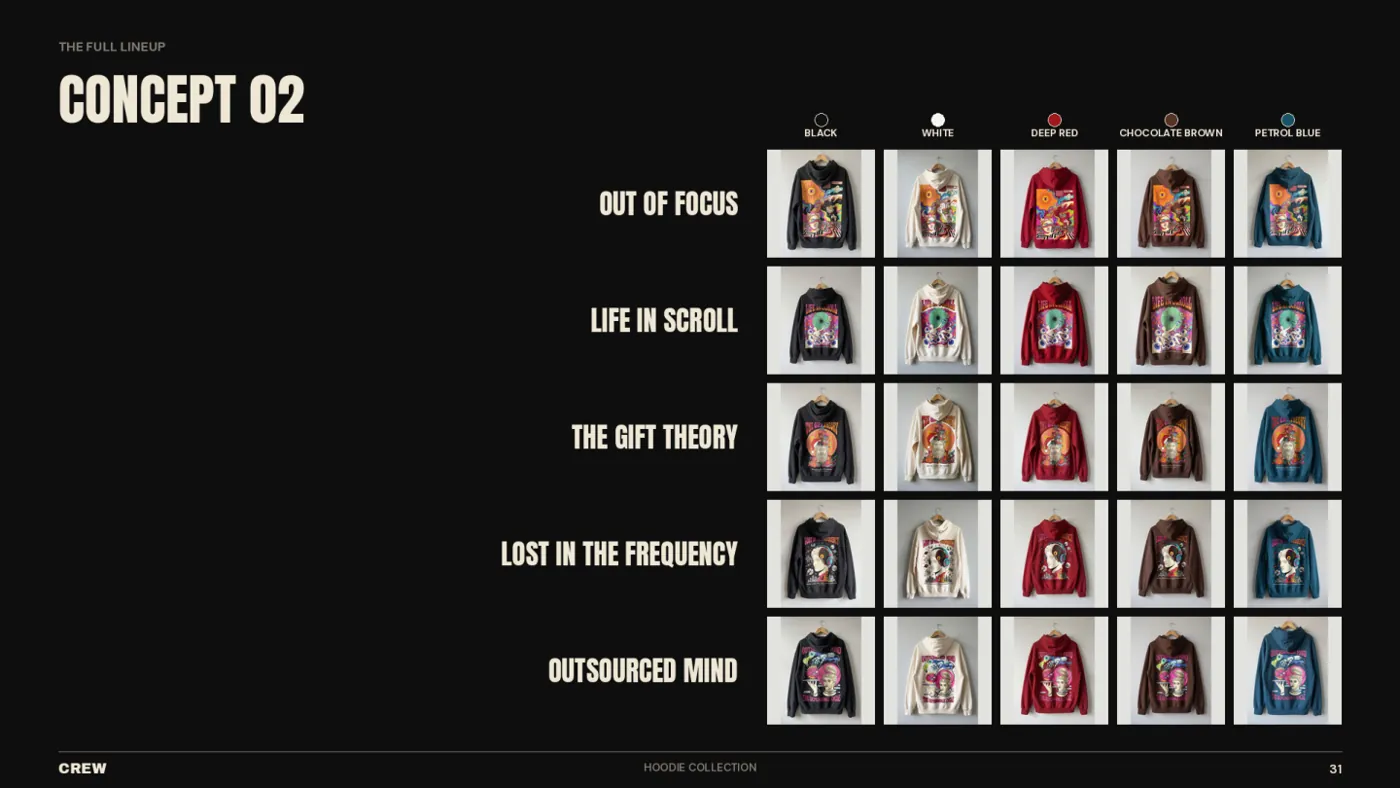 THE FULL LINEUP
CONCEPT 02
BLACK
WHITE
DEEP RED
CHOCOLATE BROWN
PETROL BLUE
OUT OF FOCUS
LIFE IN SCROLL
THE GIFT THEORY
LOST IN THE FREQUENCY
OUTSOURCED MIND
CREW
HOODIE COLLECTION
31